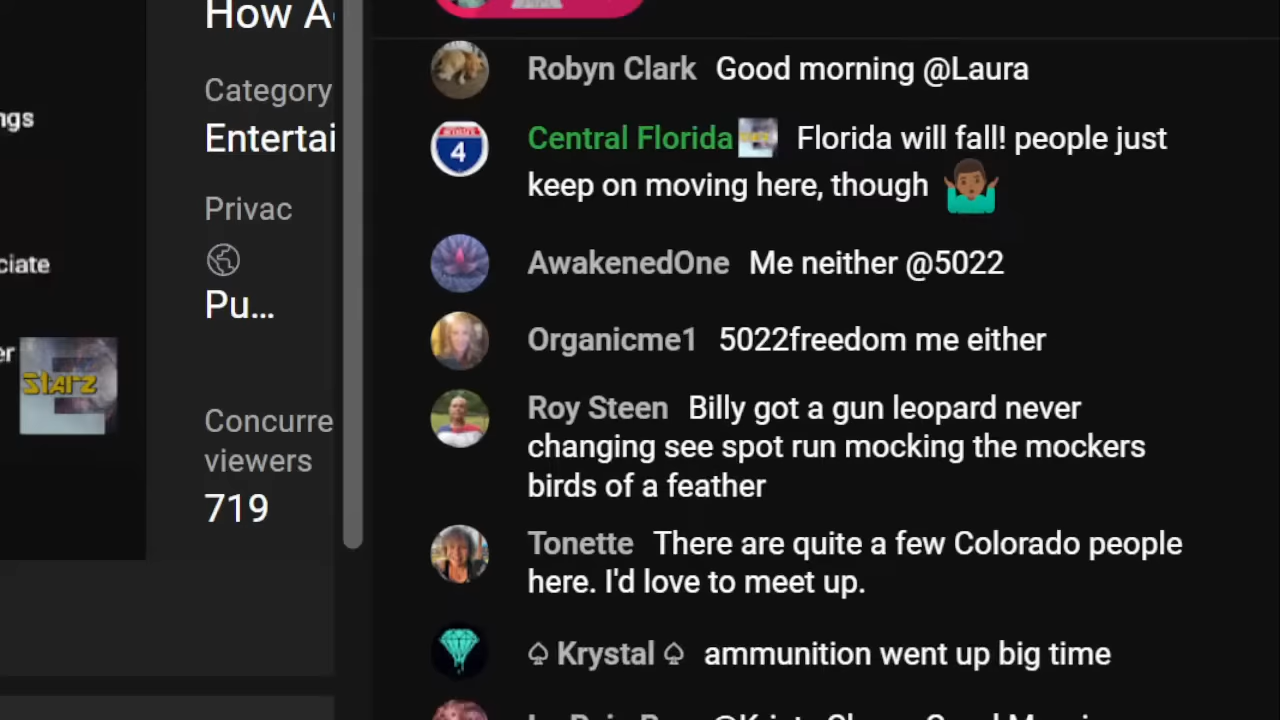 How A
Category
Entertai
Privac
Pu...
Concurre
viewers
719
ngs
ciate
er
Starz
Robyn Clark Good morning @Laura
4
Central Florida Florida will fall! people just
keep on moving here, though
AwakenedOne Me neither @5022
Organicme1 5022freedom me either
Roy Steen Billy got a gun leopard never
changing see spot run mocking the mockers
birds of a feather
Tonette There are quite a few Colorado people
here. I'd love to meet up.
♤ Krystal ♤ ammunition went up big time